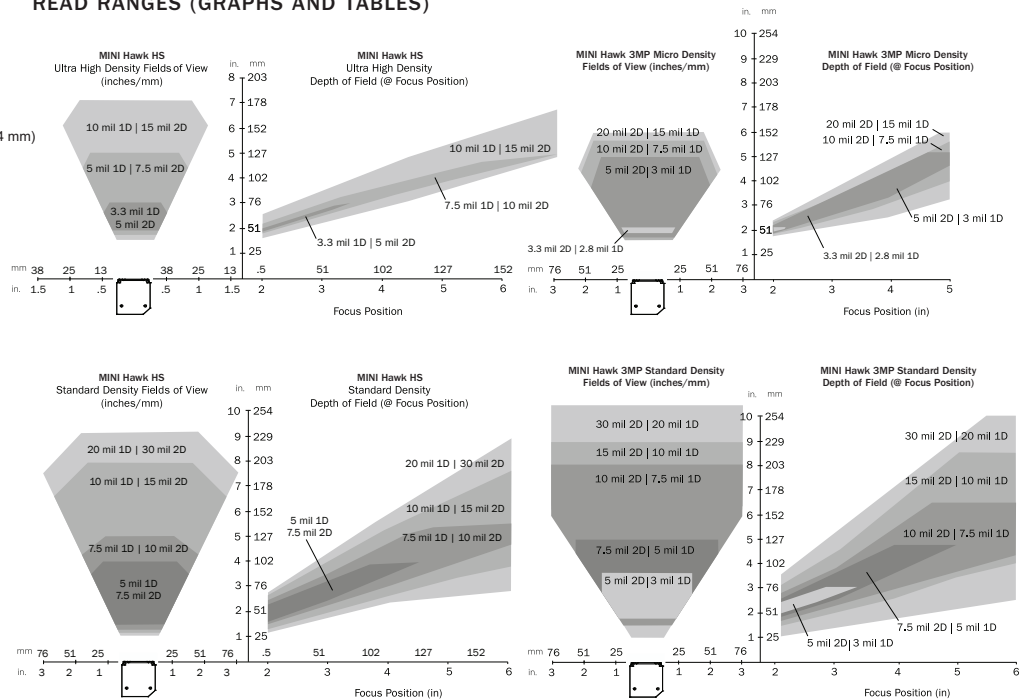 READ RANGES (GRAPHS AND TABLES)
4 mm)
MINI Hawk HS
Ultra High Density Fields of View
(inches/mm)
10 mil 1D | 15 mil 2D
5 mil 1D | 7.5 mil 2D
3.3 mil 1D
5 mil 2D
mm 38 25 13 38 25 13
in. 1.5 1 .5 .5 1 1.5
MINI Hawk HS
Ultra High Density
Depth of Field (@ Focus Position)
in. mm
8 203
7 178
6 152
5 127
4 102
3 76
2 51
1 25
10 mil 1D | 15 mil 2D
7.5 mil 1D | 10 mil 2D
3.3 mil 1D | 5 mil 2D
.5 51 102 127 152
2 3 4 5 6
Focus Position
MINI Hawk 3MP Micro Density
Fields of View (inches/mm)
20 mil 2D | 15 mil 1D
10 mil 2D | 7.5 mil 1D
5 mil 2D | 3 mil 1D
3.3 mil 2D | 2.8 mil 1D
mm 76 51 25 25 51 76
in. 3 2 1 1 2 3
MINI Hawk 3MP Micro Density
Depth of Field (@ Focus Position)
in. mm
10 254
9 229
8 203
7 178
6 152
5 127
4 102
3 76
2 51
1 25
20 mil 2D | 15 mil 1D
10 mil 2D | 7.5 mil 1D
5 mil 2D | 3 mil 1D
3.3 mil 2D | 2.8 mil 1D
2 3 4 5
Focus Position (in)
MINI Hawk HS
Standard Density Fields of View
(inches/mm)
20 mil 1D | 30 mil 2D
10 mil 1D | 15 mil 2D
7.5 mil 1D | 10 mil 2D
5 mil 1D
7.5 mil 2D
mm 76 51 25 25 51 76
in. 3 2 1 1 2 3
MINI Hawk HS
Standard Density
Depth of Field (@ Focus Position)
in. mm
10 254
9 229
8 203
7 178
6 152
5 127
4 102
3 76
2 51
1 25
20 mil 1D | 30 mil 2D
10 mil 1D | 15 mil 2D
5 mil 1D
7.5 mil 2D
7.5 mil 1D | 10 mil 2D
.5 51 102 127 152
2 3 4 5 6
Focus Position (in)
MINI Hawk 3MP Standard Density
Fields of View (inches/mm)
30 mil 2D | 20 mil 1D
15 mil 2D | 10 mil 1D
10 mil 2D | 7.5 mil 1D
7.5 mil 2D | 5 mil 1D
5 mil 2D | 3 mil 1D
mm 76 51 25 25 51 76
in. 3 2 1 1 2 3
MINI Hawk 3MP Standard Density
Depth of Field (@ Focus Position)
in. mm
10 254
9 229
8 203
7 178
6 152
5 127
4 102
3 76
2 51
1 25
30 mil 2D | 20 mil 1D
15 mil 2D | 10 mil 1D
10 mil 2D | 7.5 mil 1D
7.5 mil 2D | 5 mil 1D
5 mil 2D | 3 mil 1D
2 3 4 5 6
Focus Position (in)